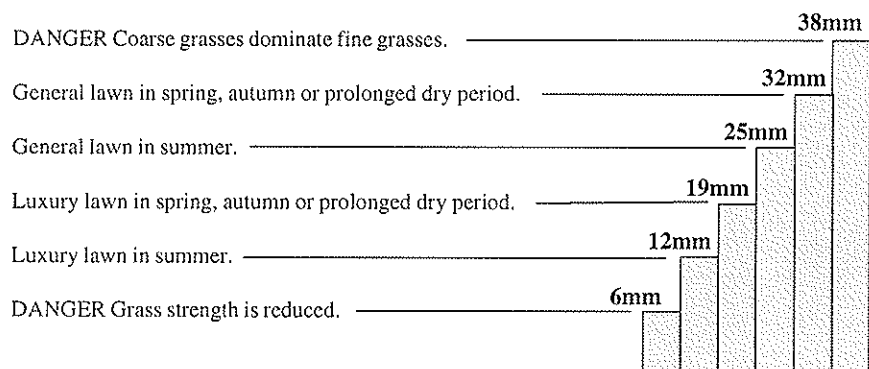 38mm
DANGER Coarse grasses dominate fine grasses.
32mm
General lawn in spring, autumn or prolonged dry period.
25mm
General lawn in summer.
19mm
Luxury lawn in spring, autumn or prolonged dry period.
12mm
Luxury lawn in summer.
6mm
DANGER Grass strength is reduced.